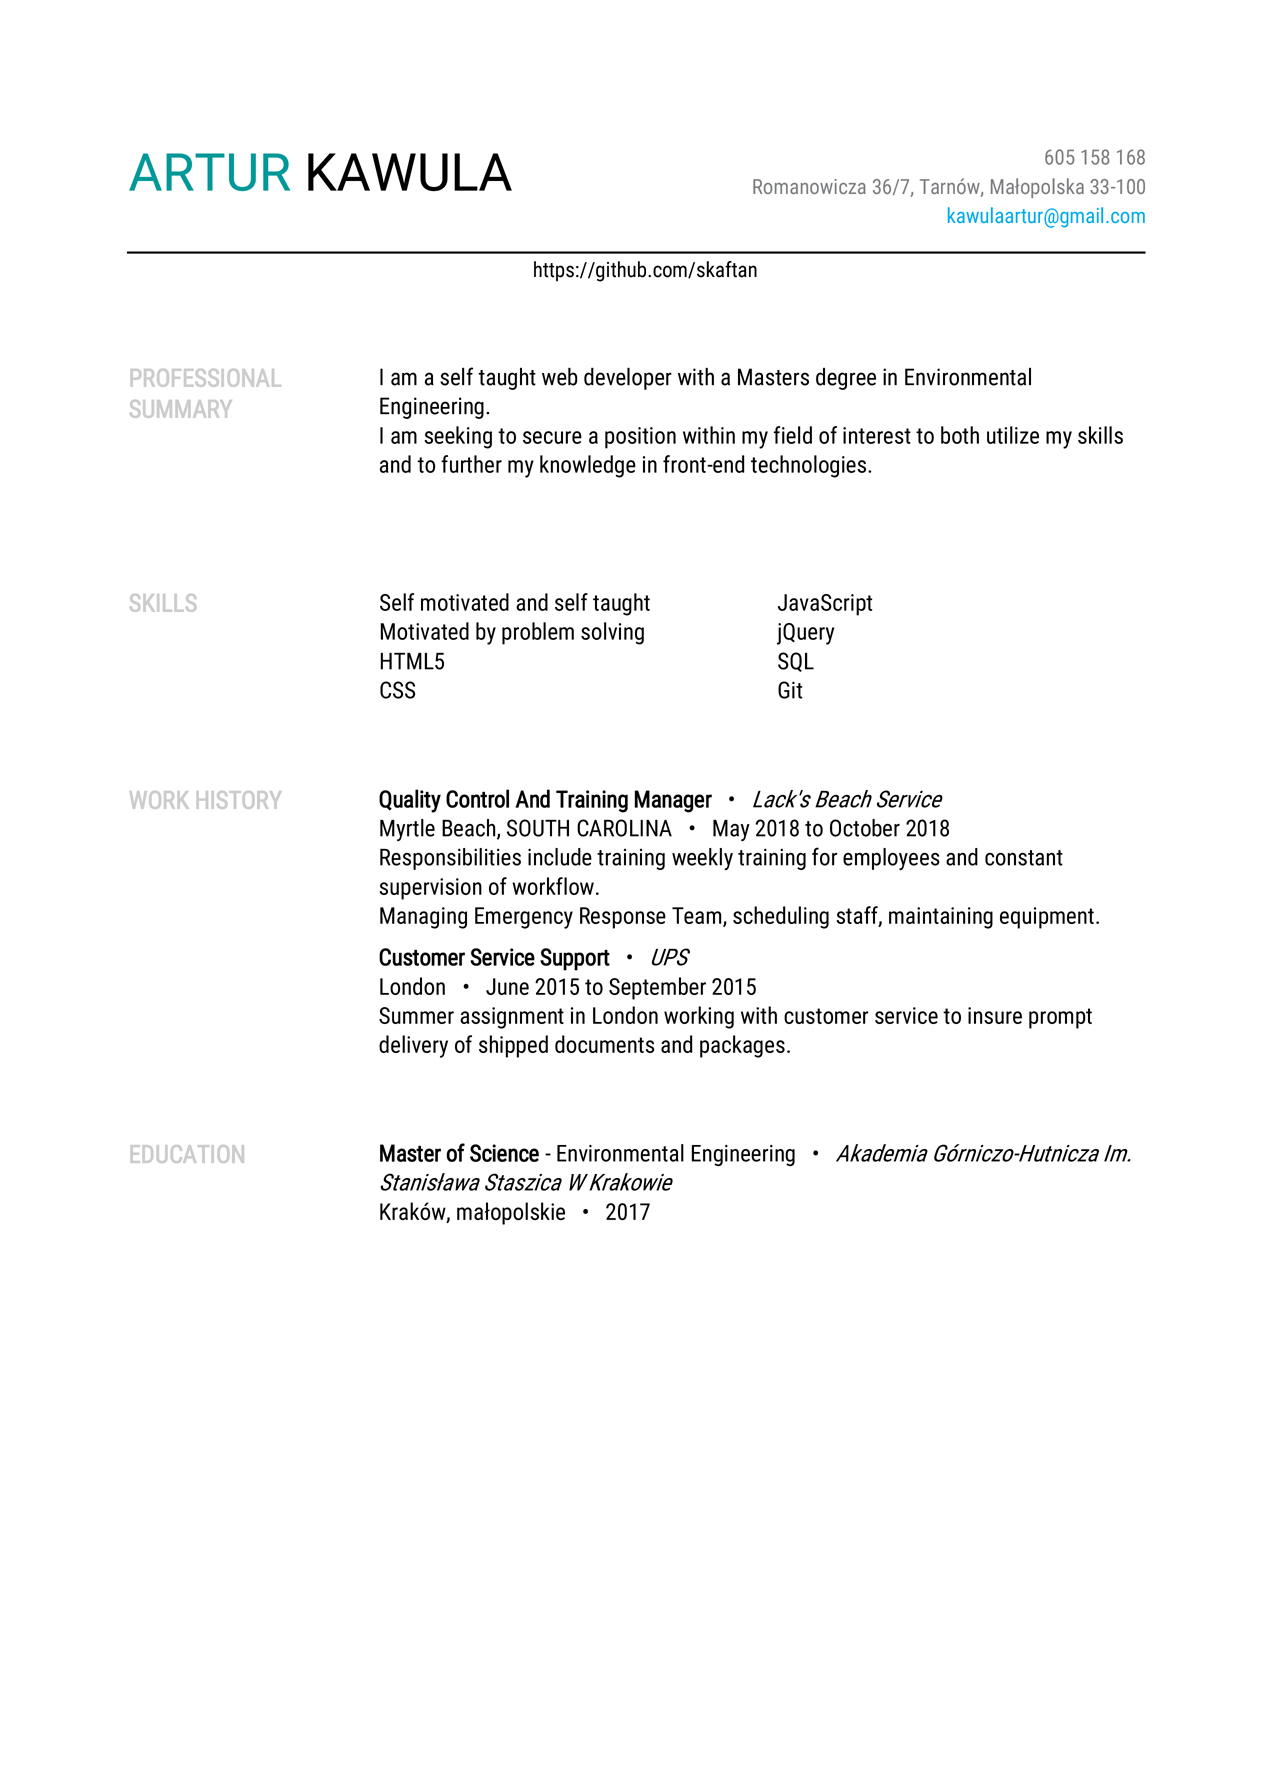 ARTUR KAWULA
605 158 168
Romanowicza 36/7, Tarnów, Małopolska 33-100
kawulaartur@gmail.com
https://github.com/skaftan
PROFESSIONAL
SUMMARY
I am a self taught web developer with a Masters degree in Environmental
Engineering.
I am seeking to secure a position within my field of interest to both utilize my skills
and to further my knowledge in front-end technologies.
SKILLS
Self motivated and self taught
Motivated by problem solving
HTML5
CSS
JavaScript
jQuery
SQL
Git
WORK HISTORY
Quality Control And Training Manager • Lack's Beach Service
Myrtle Beach, SOUTH CAROLINA • May 2018 to October 2018
Responsibilities include training weekly training for employees and constant
supervision of workflow.
Managing Emergency Response Team, scheduling staff, maintaining equipment.
Customer Service Support • UPS
London • June 2015 to September 2015
Summer assignment in London working with customer service to insure prompt
delivery of shipped documents and packages.
EDUCATION
Master of Science - Environmental Engineering • Akademia Górniczo-Hutnicza Im.
Stanisława Staszica W Krakowie
Kraków, małopolskie • 2017